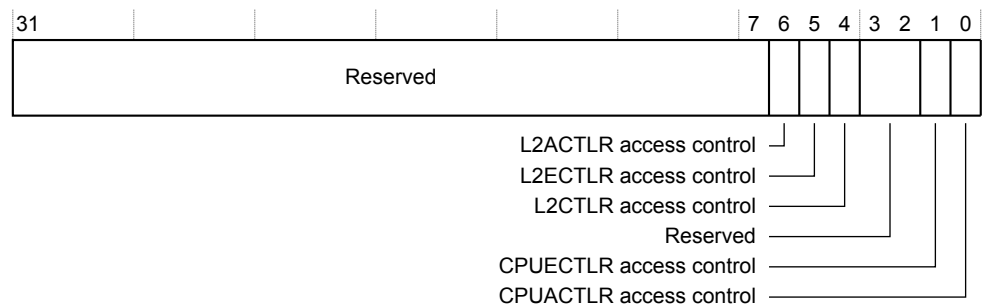 31 7 6 5 4 3 2 1 0
Reserved
L2ACTLR access control
L2ECTLR access control
L2CTLR access control
Reserved
CPUECTLR access control
CPUACTLR access control